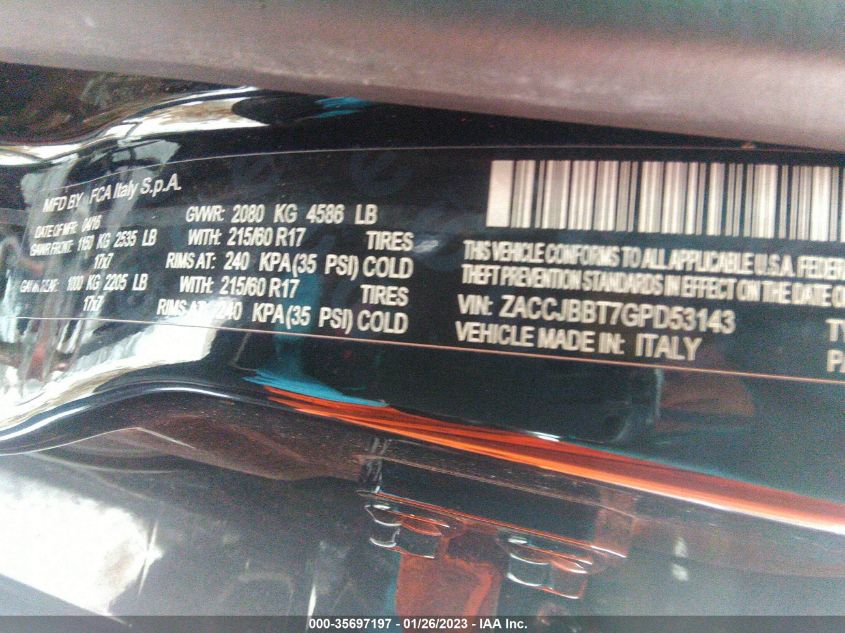 MFD BY FCA Italy S.p.A.
DATE OF MFR: 04/16 GVWR: 2080 KG 4586 LB
GAWR FRONT: 1150 KG 2535 LB WITH: 215/60 R17 TIRES
17x7 RIMS AT: 240 KPA (35 PSI) COLD
1000 KG 2205 LB WITH: 215/60 R17 TIRES
17x7 RIMS AT: 240 KPA (35 PSI) COLD
THIS VEHICLE CONFORMS TO ALL APPLICABLE U.S.A. FEDER
THEFT PREVENTION STANDARDS IN EFFECT ON THE DATE O
VIN: ZACCJBBT7GPD53143 TY
VEHICLE MADE IN: ITALY PA
000-35697197 - 01/26/2023 - IAA Inc.